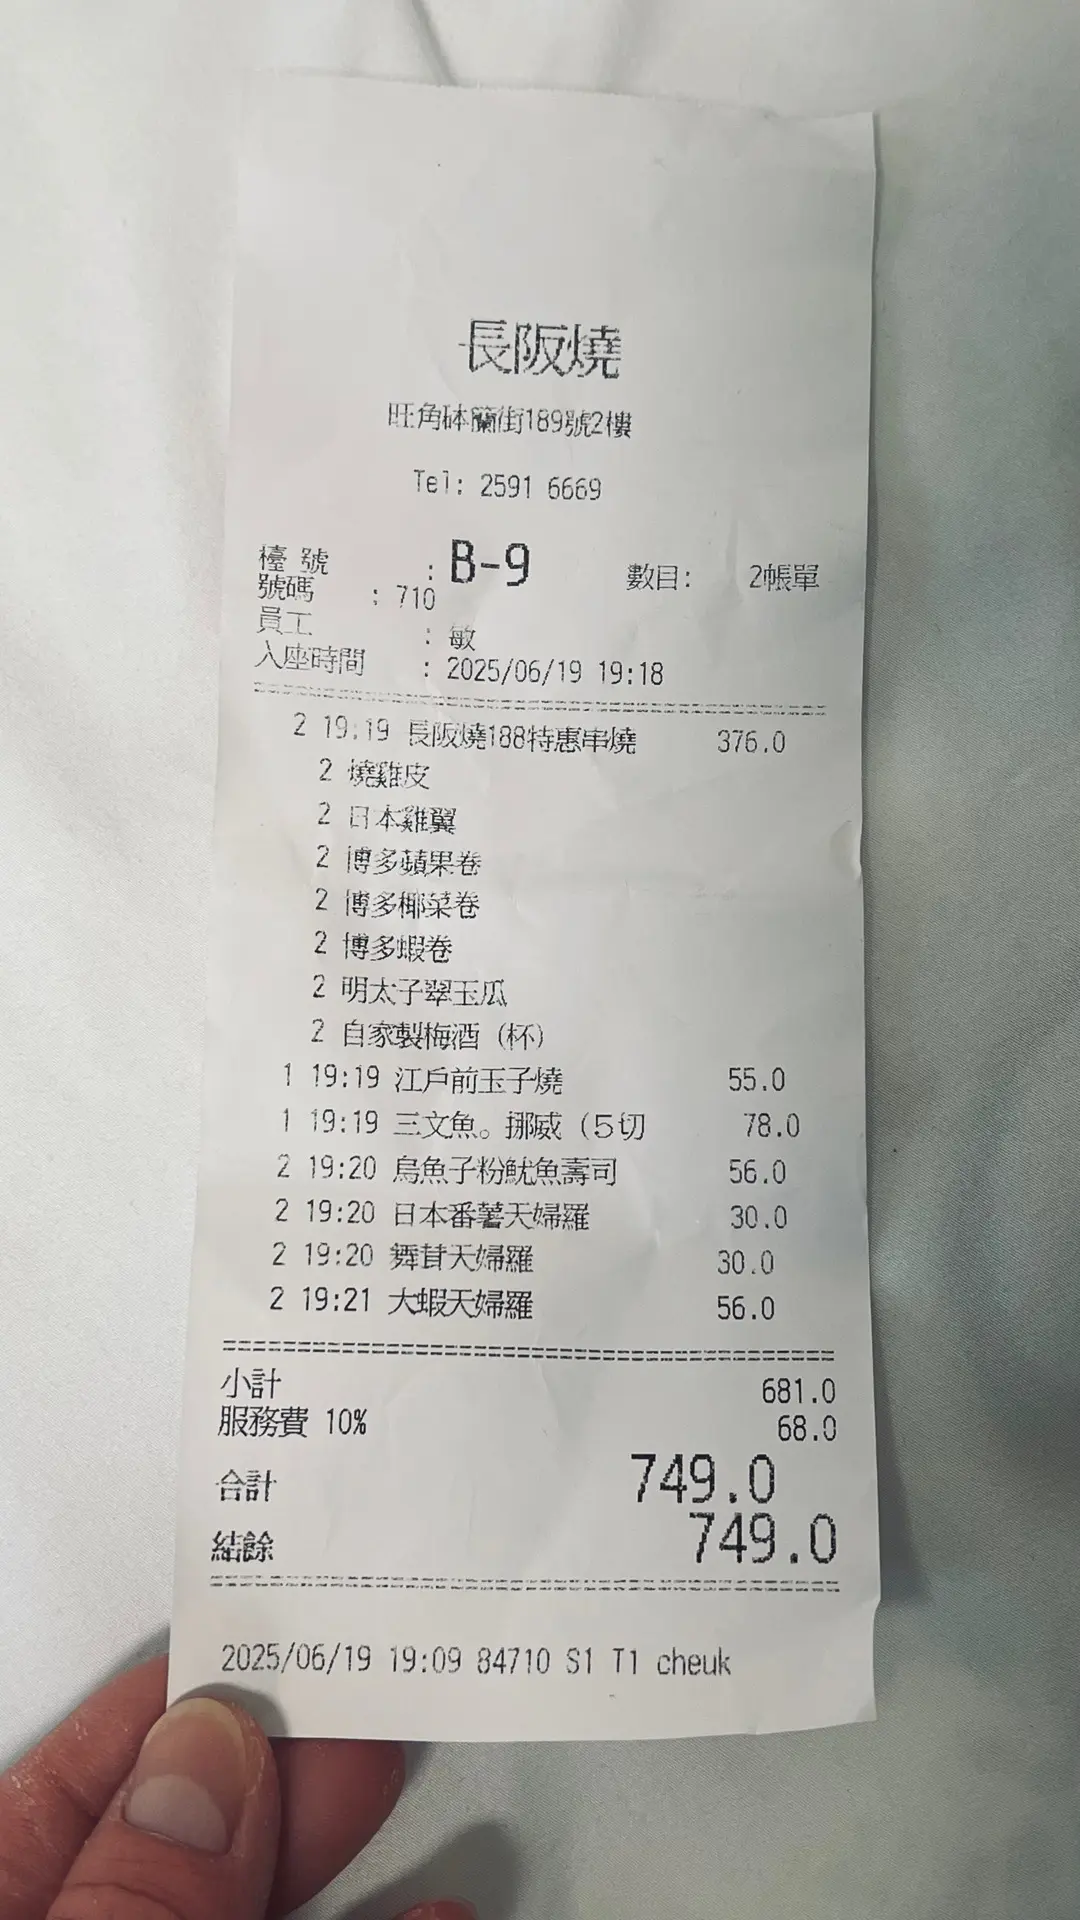 長阪燒
旺角砵蘭街189號2樓
Tel: 2591 6669
檯 號 : B-9 數目: 2帳單
號碼 : 710
員工 : 敏
入座時間 : 2025/06/19 19:18
2 19:19 長阪燒188特惠串燒 376.0
2 燒雞皮
2 日本雞翼
2 博多蘋果卷
2 博多椰菜卷
2 博多蝦卷
2 明太子翠玉瓜
2 自家製梅酒 (杯)
1 19:19 江戶前玉子燒 55.0
1 19:19 三文魚。挪威 (5切 78.0
2 19:20 烏魚子粉魷魚壽司 56.0
2 19:20 日本番薯天婦羅 30.0
2 19:20 舞茸天婦羅 30.0
2 19:21 大蝦天婦羅 56.0
小計 681.0
服務費 10% 68.0
合計 749.0
結餘 749.0
2025/06/19 19:09 84710 S1 T1 cheuk